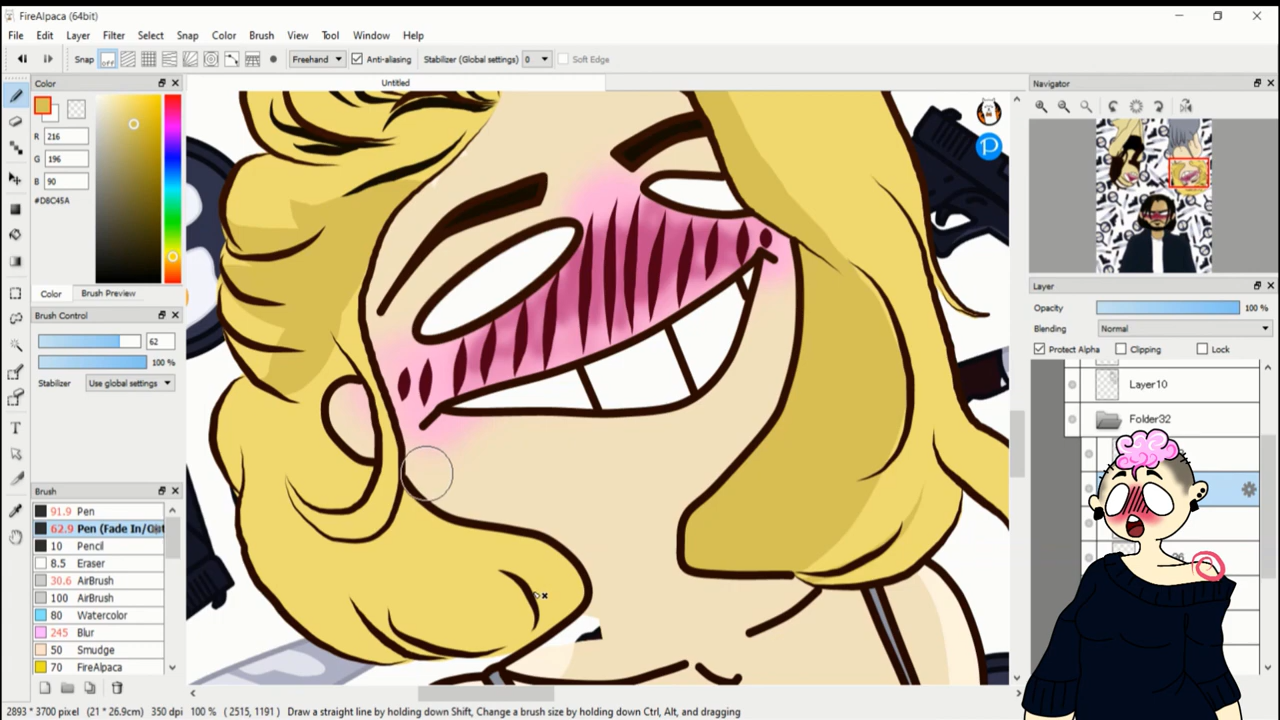 FireAlpaca (64bit)
File Edit Layer Filter Select Snap Color Brush View Tool Window Help
Snap off Freehand Anti-aliasing Stabilizer (Global settings) 0 Soft Edge
Color
Untitled
Navigator
R 216
G 196
B 90
#D8C45A
P
Color Brush Preview
Brush Control
62
100 %
Stabilizer Use global settings
Layer
Opacity 100 %
Blending Normal
Protect Alpha Clipping Lock
Layer10
Folder32
Brush
91.9 Pen
62.9 Pen (Fade In/Out
10 Pencil
8.5 Eraser
30.6 AirBrush
100 AirBrush
80 Watercolor
245 Blur
50 Smudge
70 FireAlpaca
2893 * 3700 pixel (21 * 26.9cm) 350 dpi 100 % ( 2515, 1191 ) Draw a straight line by holding down Shift, Change a brush size by holding down Ctrl, Alt, and dragging